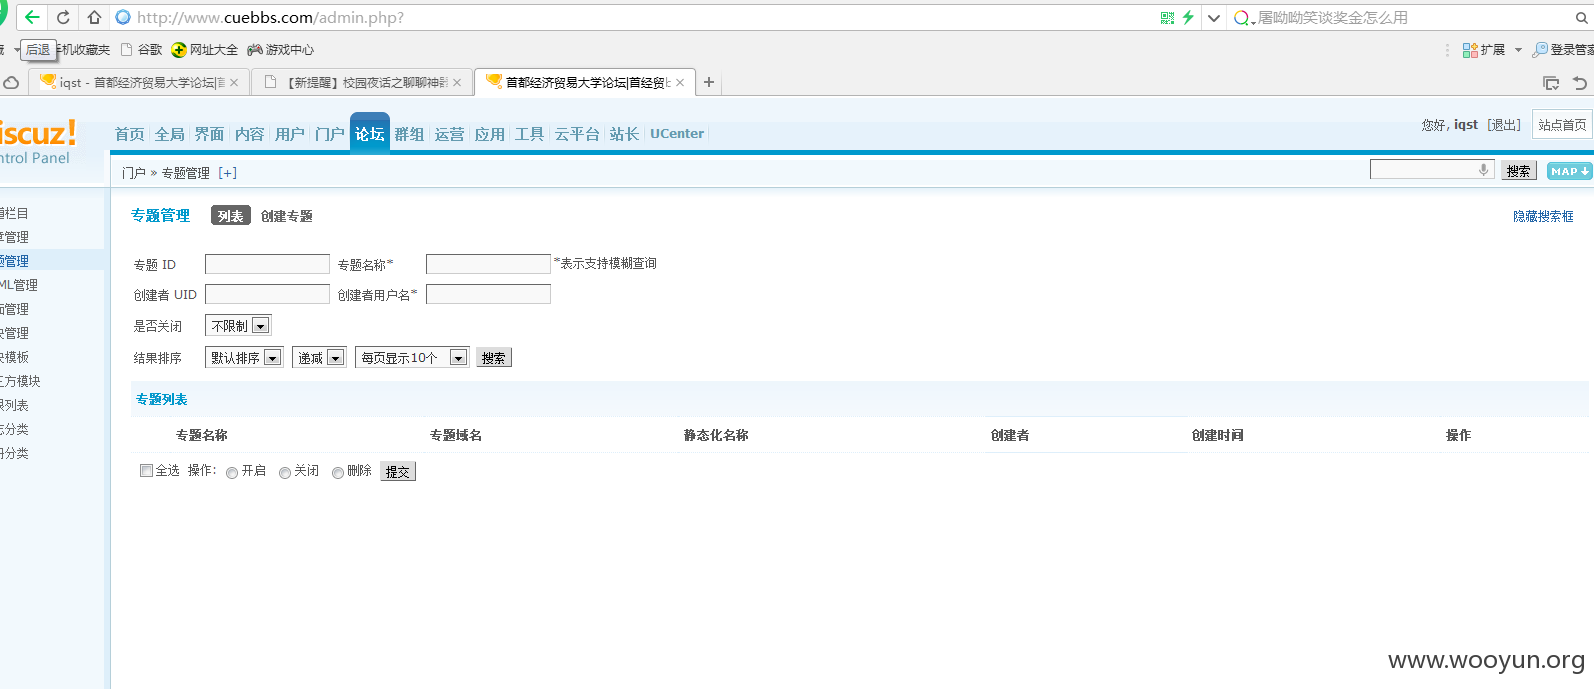 http://www.cuebbs.com/admin.php?
屠呦呦笑谈奖金怎么用
后退 手机收藏夹 谷歌 网址大全 游戏中心 扩展 登录管家
iqst - 首都经济贸易大学论坛|首 【新提醒】校园夜话之聊聊神 首都经济贸易大学论坛|首经贸b
iscuz!
ntrol Panel
首页 全局 界面 内容 用户 门户 论坛 群组 运营 应用 工具 云平台 站长 UCenter
您好, iqst [退出] 站点首页
门户 » 专题管理 [+] 搜索 MAP
专题管理 列表 创建专题 隐藏搜索框
道栏目
章管理
题管理
ML管理
面管理
块管理
块模板
三方模块
限列表
志分类
册分类
专题 ID 专题名称* *表示支持模糊查询
创建者 UID 创建者用户名*
是否关闭 不限制
结果排序 默认排序 递减 每页显示10个 搜索
专题列表
专题名称 专题域名 静态化名称 创建者 创建时间 操作
全选 操作: 开启 关闭 删除 提交
www.wooyun.org